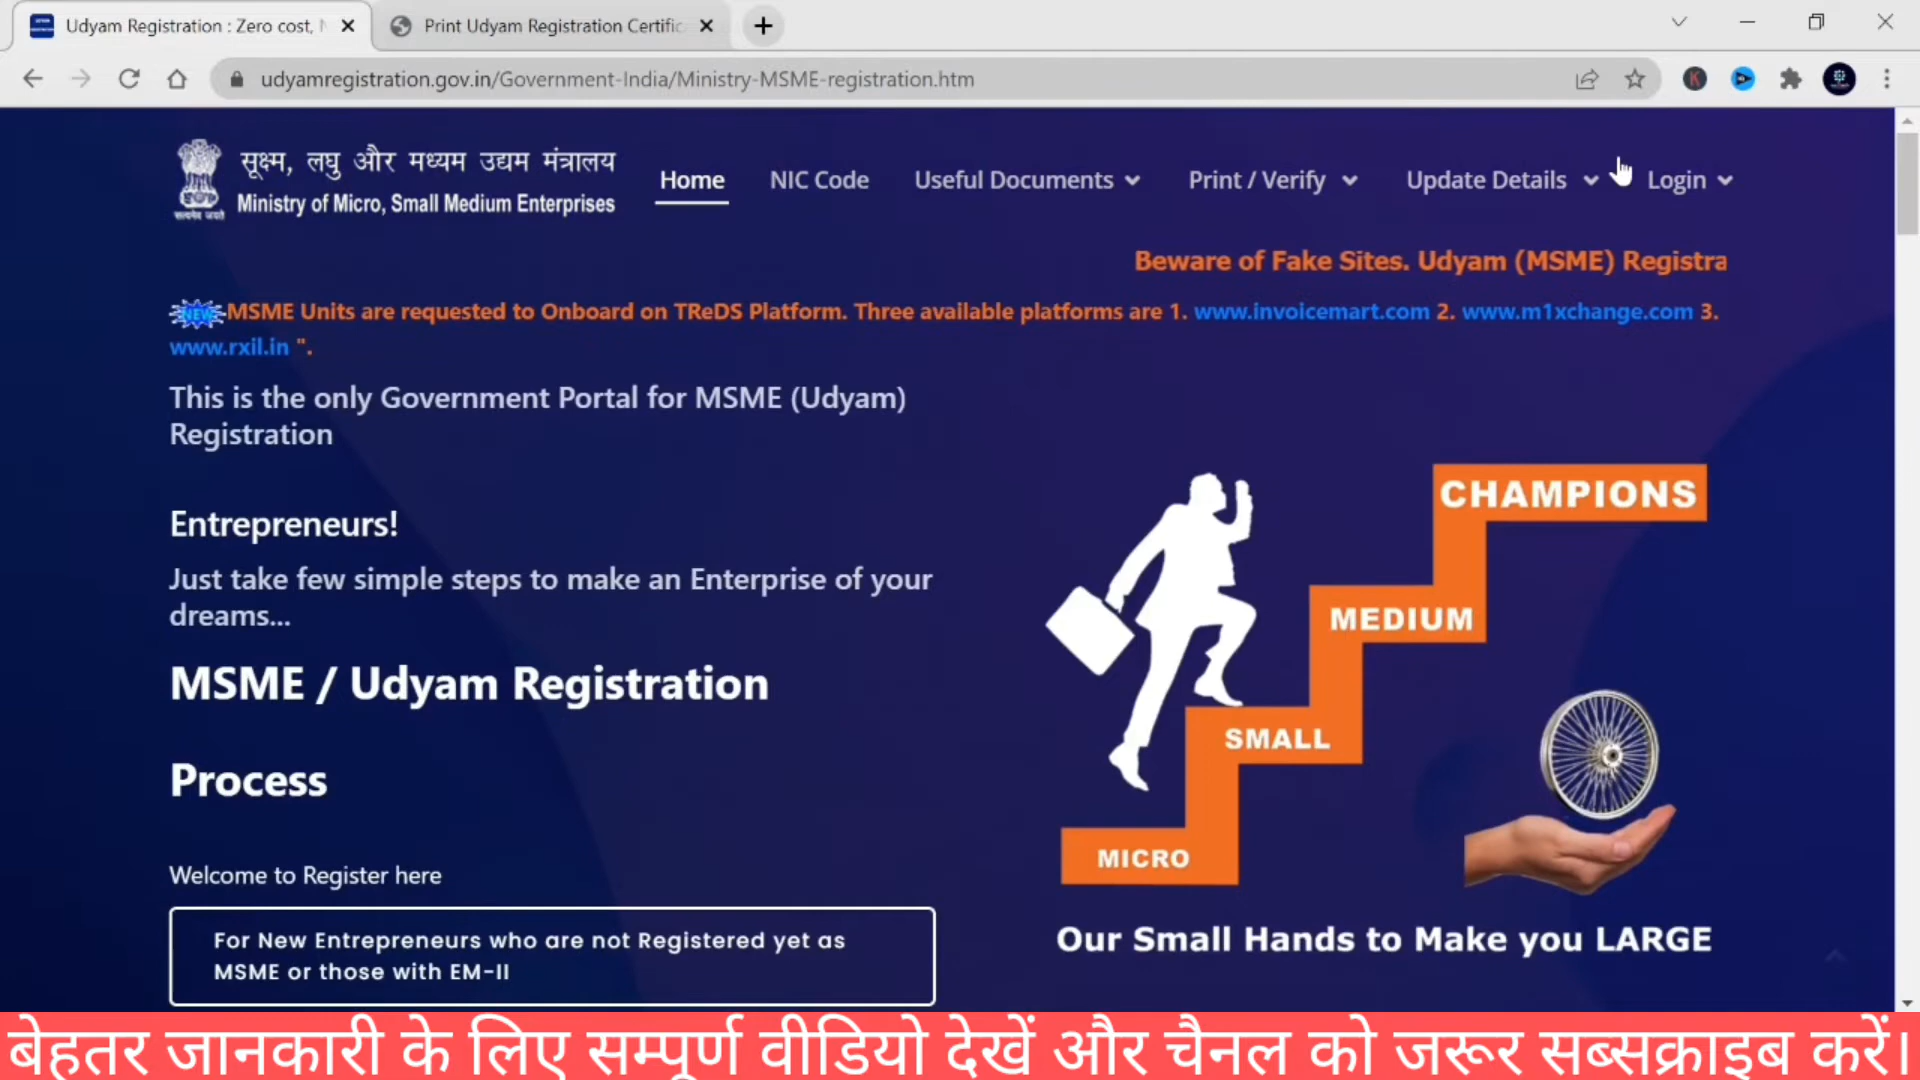 Udyam Registration : Zero cost,
Print Udyam Registration Certific
udyamregistration.gov.in/Government-India/Ministry-MSME-registration.htm
सूक्ष्म, लघु और मध्यम उद्यम मंत्रालय
Ministry of Micro, Small Medium Enterprises
सत्यमेव जयते
Home
NIC Code
Useful Documents
Print / Verify
Update Details
Login
Beware of Fake Sites. Udyam (MSME) Registra
NEW MSME Units are requested to Onboard on TReDS Platform. Three available platforms are 1. www.invoicemart.com 2. www.m1xchange.com 3.
www.rxil.in ".
This is the only Government Portal for MSME (Udyam)
Registration
Entrepreneurs!
Just take few simple steps to make an Enterprise of your
dreams...
MSME / Udyam Registration
Process
Welcome to Register here
For New Entrepreneurs who are not Registered yet as
MSME or those with EM-II
CHAMPIONS
MEDIUM
SMALL
MICRO
Our Small Hands to Make you LARGE
बेहतर जानकारी के लिए सम्पूर्ण वीडियो देखें और चैनल को जरूर सब्सक्राइब करें।